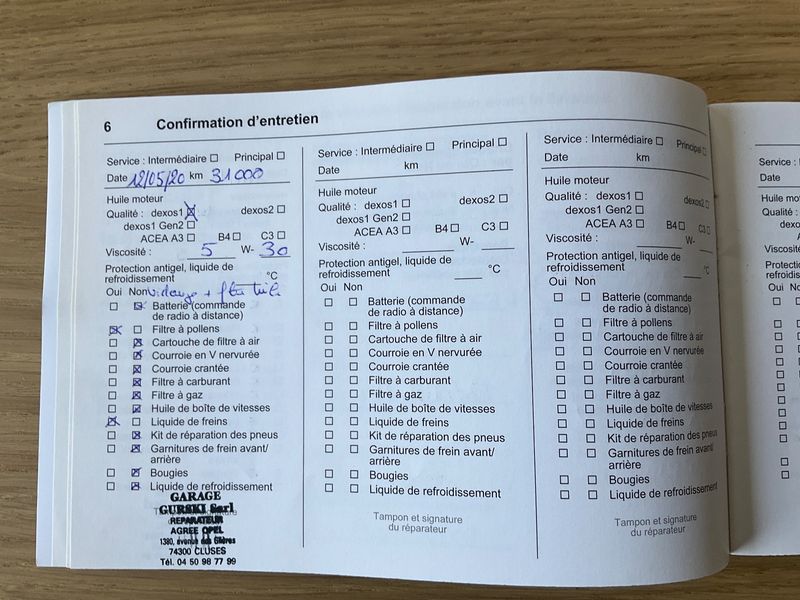 6 Confirmation d'entretien
Service : Intermédiaire ☐ Principal ☐
Date 12/05/20 km 31000
Huile moteur
Qualité : dexos1 ☒ dexos2 ☐
dexos1 Gen2 ☐
ACEA A3 ☐ B4 ☐ C3 ☐
Viscosité : 5 W- 30
Protection antigel, liquide de
refroidissement °C
Oui Non vidange + filtre huile
☐ ☒ Batterie (commande
de radio à distance)
☒ ☐ Filtre à pollens
☐ ☒ Cartouche de filtre à air
☐ ☒ Courroie en V nervurée
☐ ☒ Courroie crantée
☐ ☒ Filtre à carburant
☐ ☒ Filtre à gaz
☐ ☒ Huile de boîte de vitesses
☒ ☐ Liquide de freins
☐ ☒ Kit de réparation des pneus
☐ ☒ Garnitures de frein avant/
arrière
☐ ☒ Bougies
☐ ☒ Liquide de refroidissement
GARAGE
GURSKI Sarl
REPARATEUR
AGREE OPEL
1380, avenue des Glières
74300 CLUSES
Tél. 04 50 98 77 99
Service : Intermédiaire ☐ Principal ☐
Date km
Huile moteur
Qualité : dexos1 ☐ dexos2 ☐
dexos1 Gen2 ☐
ACEA A3 ☐ B4 ☐ C3 ☐
Viscosité : W-
Protection antigel, liquide de
refroidissement °C
Oui Non
☐ ☐ Batterie (commande
de radio à distance)
☐ ☐ Filtre à pollens
☐ ☐ Cartouche de filtre à air
☐ ☐ Courroie en V nervurée
☐ ☐ Courroie crantée
☐ ☐ Filtre à carburant
☐ ☐ Filtre à gaz
☐ ☐ Huile de boîte de vitesses
☐ ☐ Liquide de freins
☐ ☐ Kit de réparation des pneus
☐ ☐ Garnitures de frein avant/
arrière
☐ ☐ Bougies
☐ ☐ Liquide de refroidissement
Tampon et signature
du réparateur
Service : Intermédiaire ☐ Principal ☐
Date km
Huile moteur
Qualité : dexos1 ☐ dexos2 ☐
dexos1 Gen2 ☐
ACEA A3 ☐ B4 ☐ C3 ☐
Viscosité : W-
Protection antigel, liquide de
refroidissement °C
Oui Non
☐ ☐ Batterie (commande
de radio à distance)
☐ ☐ Filtre à pollens
☐ ☐ Cartouche de filtre à air
☐ ☐ Courroie en V nervurée
☐ ☐ Courroie crantée
☐ ☐ Filtre à carburant
☐ ☐ Filtre à gaz
☐ ☐ Huile de boîte de vitesses
☐ ☐ Liquide de freins
☐ ☐ Kit de réparation des pneus
☐ ☐ Garnitures de frein avant/
arrière
☐ ☐ Bougies
☐ ☐ Liquide de refroidissement
Tampon et signature
du réparateur
Service :
Date
Huile mot
Qualité :
de
Viscosité
Protectio
refroidiss
Oui N